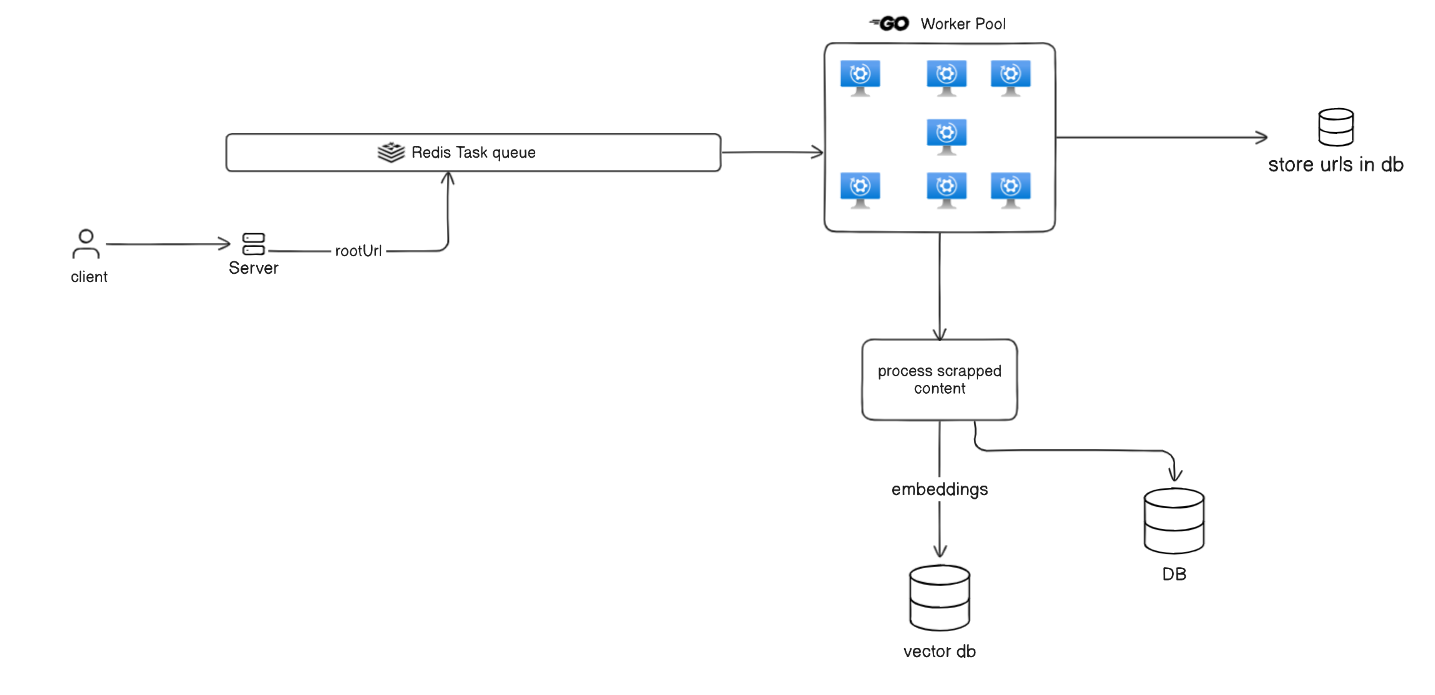 GO Worker Pool
Redis Task queue
store urls in db
rootUrl
Server
client
process scrapped
content
embeddings
DB
vector db